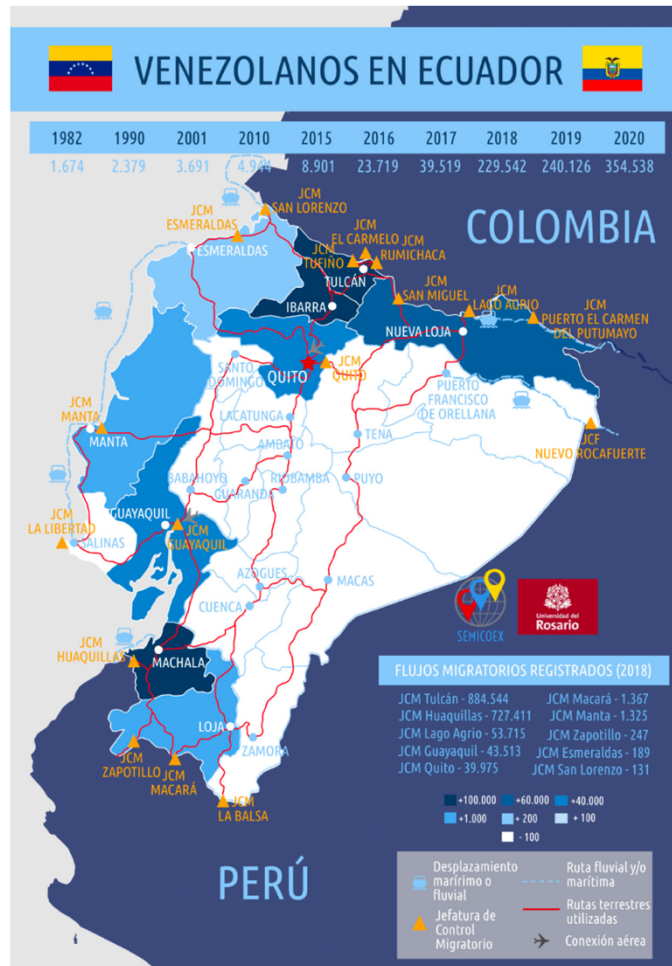 VENEZOLANOS EN ECUADOR
1982 1990 2001 2010 2015 2016 2017 2018 2019 2020
1.674 2.379 3.691 4.944 8.901 23.719 39.519 229.542 240.126 354.538
COLOMBIA
JCM
SAN LORENZO
JCM
ESMERALDAS
ESMERALDAS
JCM
TUFIÑO
JCM
EL CARMELO
JCM
RUMICHACA
TULCÁN
IBARRA
JCM
SAN MIGUEL
JCM
LAGO AGRIO
JCM
PUERTO EL CARMEN
DEL PUTUMAYO
NUEVA LOJA
QUITO
JCM
QUITO
SANTO
DOMINGO
PUERTO
FRANCISCO
DE ORELLANA
LACATUNGA
JCM
MANTA
MANTA
AMBATO
TENA
JCF
NUEVO ROCAFUERTE
BABAHOYO
RIOBAMBA
PUYO
GUARANDA
GUAYAQUIL
JCM
GUAYAQUIL
JCM
LA LIBERTAD
SALINAS
AZOGUES
MACAS
CUENCA
JCM
HUAQUILLAS
MACHALA
LOJA
ZAMORA
JCM
ZAPOTILLO
JCM
MACARÁ
JCM
LA BALSA
PERÚ
SEMICOEX
Universidad del
Rosario
FLUJOS MIGRATORIOS REGISTRADOS (2018)
JCM Tulcán - 884.544
JCM Huaquillas - 727.411
JCM Lago Agrio - 53.715
JCM Guayaquil - 43.513
JCM Quito - 39.975
JCM Macará - 1.367
JCM Manta - 1.325
JCM Zapotillo - 247
JCM Esmeraldas - 189
JCM San Lorenzo - 131
+100.000 +60.000 +40.000
+1.000 + 200 + 100
- 100
Desplazamiento
marírimo o
fluvial
Jefatura de
Control
Migratorio
Ruta fluvial y/o
marítima
Rutas terrestres
utilizadas
Conexión aérea